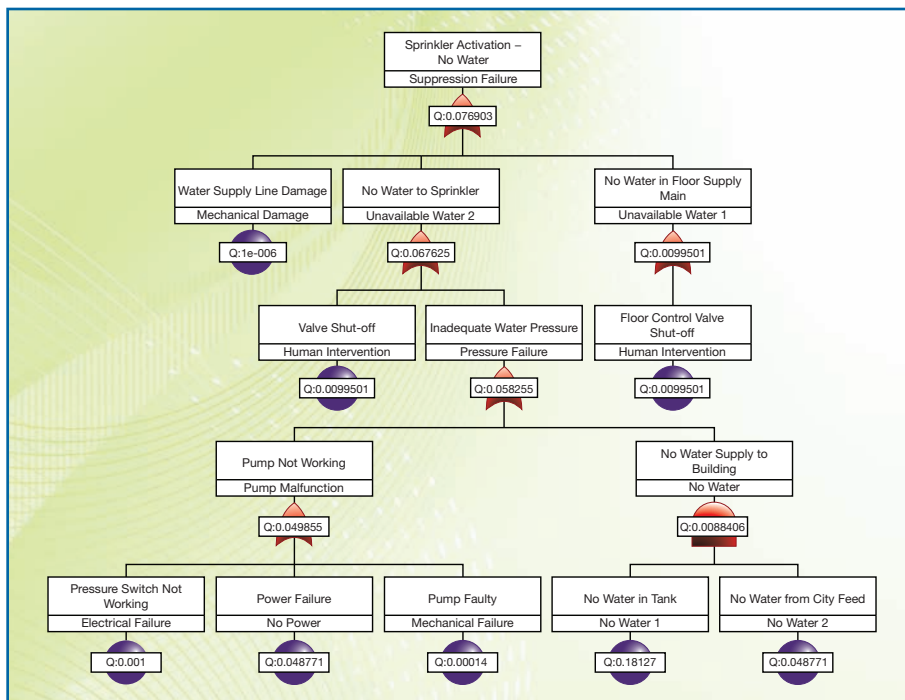 Sprinkler Activation –
No Water
Suppression Failure
Q:0.076903
Water Supply Line Damage
Mechanical Damage
Q:1e-006
No Water to Sprinkler
Unavailable Water 2
Q:0.067625
No Water in Floor Supply
Main
Unavailable Water 1
Q:0.0099501
Valve Shut-off
Human Intervention
Q:0.0099501
Inadequate Water Pressure
Pressure Failure
Q:0.058255
Floor Control Valve
Shut-off
Human Intervention
Q:0.0099501
Pump Not Working
Pump Malfunction
Q:0.049855
No Water Supply to
Building
No Water
Q:0.0088406
Pressure Switch Not
Working
Electrical Failure
Q:0.001
Power Failure
No Power
Q:0.048771
Pump Faulty
Mechanical Failure
Q:0.00014
No Water in Tank
No Water 1
Q:0.18127
No Water from City Feed
No Water 2
Q:0.048771